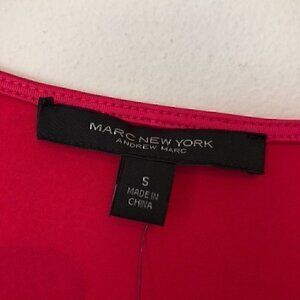 MARC NEW YORK
ANDREW MARC
S
MADE IN
CHINA